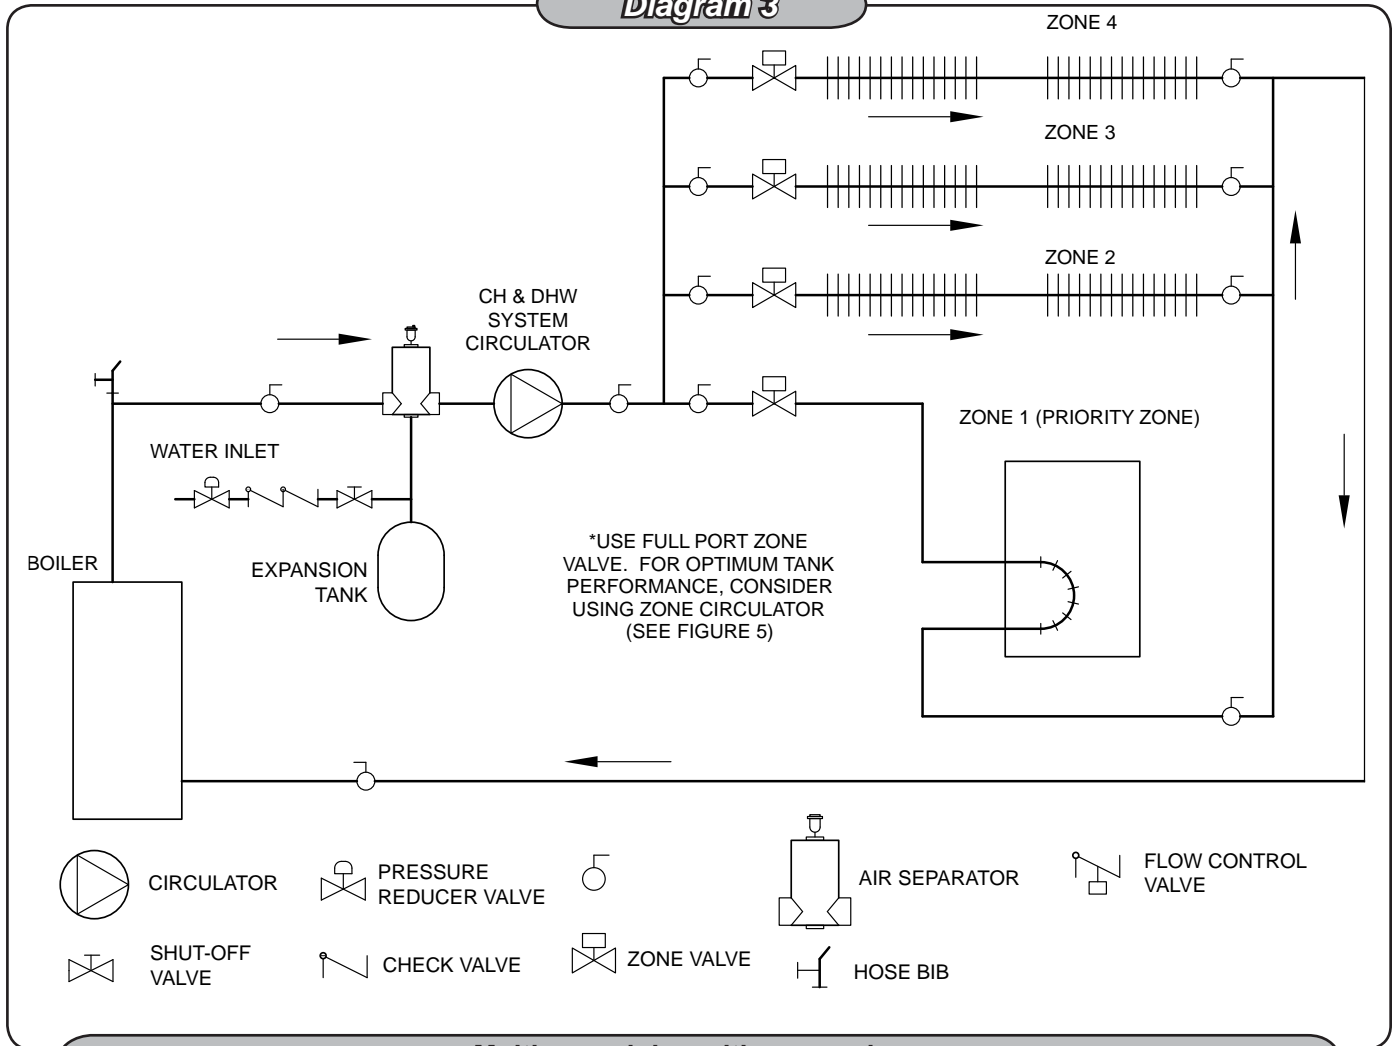 Diagram 3
ZONE 4
ZONE 3
ZONE 2
CH & DHW
SYSTEM
CIRCULATOR
ZONE 1 (PRIORITY ZONE)
WATER INLET
BOILER
EXPANSION
TANK
*USE FULL PORT ZONE
VALVE. FOR OPTIMUM TANK
PERFORMANCE, CONSIDER
USING ZONE CIRCULATOR
(SEE FIGURE 5)
CIRCULATOR
PRESSURE
REDUCER VALVE
AIR SEPARATOR
FLOW CONTROL
VALVE
SHUT-OFF
VALVE
CHECK VALVE
ZONE VALVE
HOSE BIB